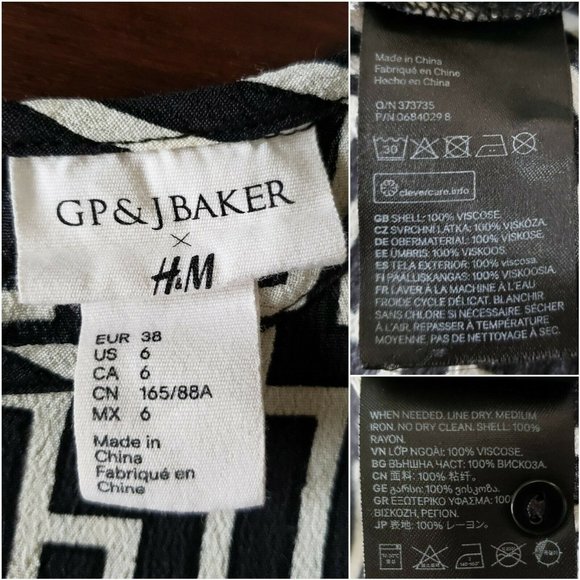 GP & J BAKER
×
H&M
EUR 38
US 6
CA 6
CN 165/88A
MX 6
Made in
China
Fabriqué en
Chine
Made in China
Fabriqué en Chine
Hecho en China
O/N 373735
P/N 0684029 8
30
clevercare.info
GB SHELL: 100% VISCOSE.
CZ SVRCHNÍ LÁTKA: 100% VISKÓZA.
DE OBERMATERIAL: 100% VISKOSE.
EE ÜMBRIS: 100% VISKOOS.
ES TELA EXTERIOR: 100% viscosa.
FI PÄÄLUSKANGAS: 100% VISKOOSIA
FR LAVER À LA MACHINE À L'EAU
FROIDE CYCLE DÉLICAT. BLANCHIR
SANS CHLORE SI NÉCESSAIRE. SÉCHER
À L'AIR. REPASSER À TEMPÉRATURE
MOYENNE. PAS DE NETTOYAGE À SEC.
WHEN NEEDED. LINE DRY. MEDIUM
IRON. NO DRY CLEAN. SHELL: 100%
RAYON.
VN LỚP NGOÀI: 100% VISCOSE.
BG ВЪНШНА ЧАСТ: 100% ВИСКОЗА.
CN 面料: 100% 粘纤。
GE გარსი: 100% ვისკოზა.
GR ΕΞΩΤΕΡΙΚΟ ΥΦΑΣΜΑ: 100%
ΒΙΣΚΟΖΗ, ΡΕΓΙΟΝ.
JP 表地: 100% レーヨン。